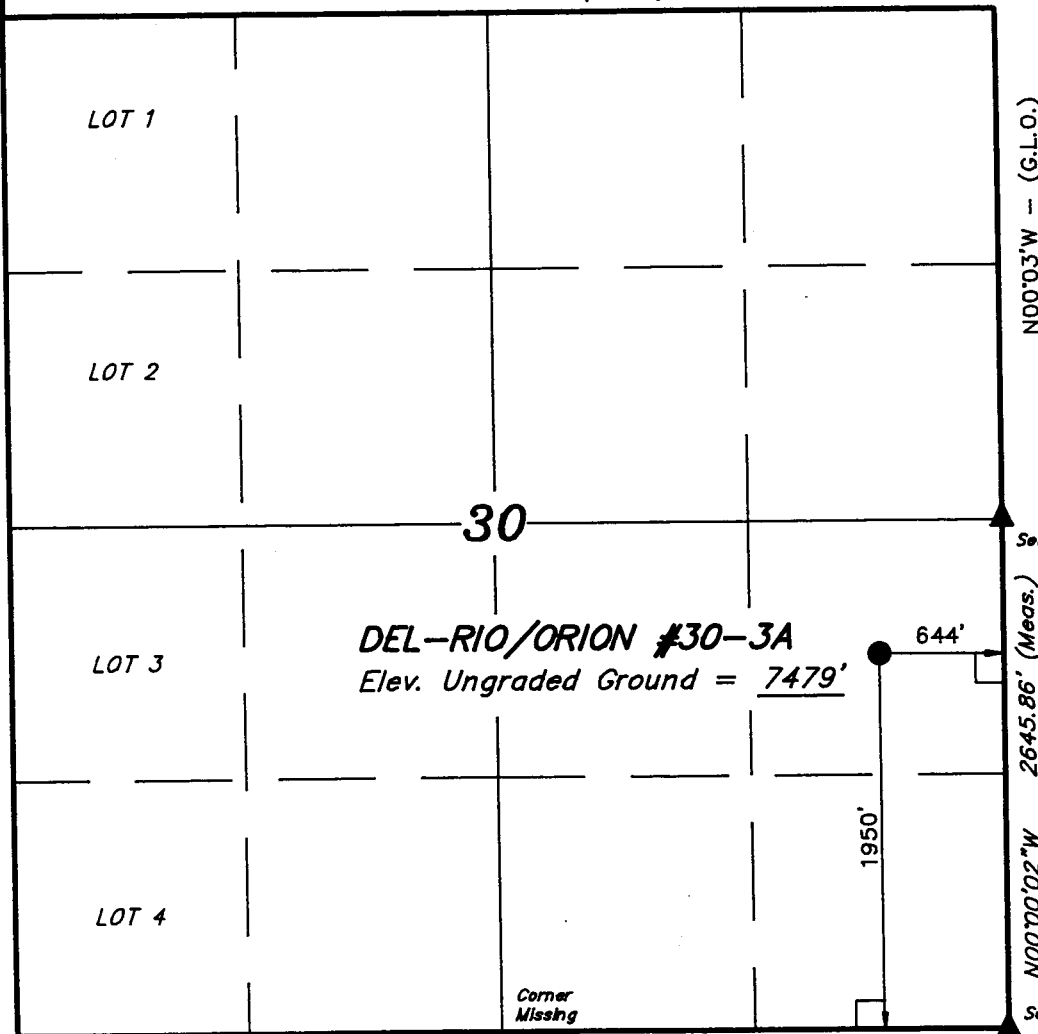 LOT 1
N00°03'W – (G.L.O.)
LOT 2
30
DEL-RIO/ORION #30-3A
Elev. Ungraded Ground = 7479'
644'
LOT 3
2645.86' (Meas.)
1950'
N00°00'02"W
LOT 4
Corner
Missing